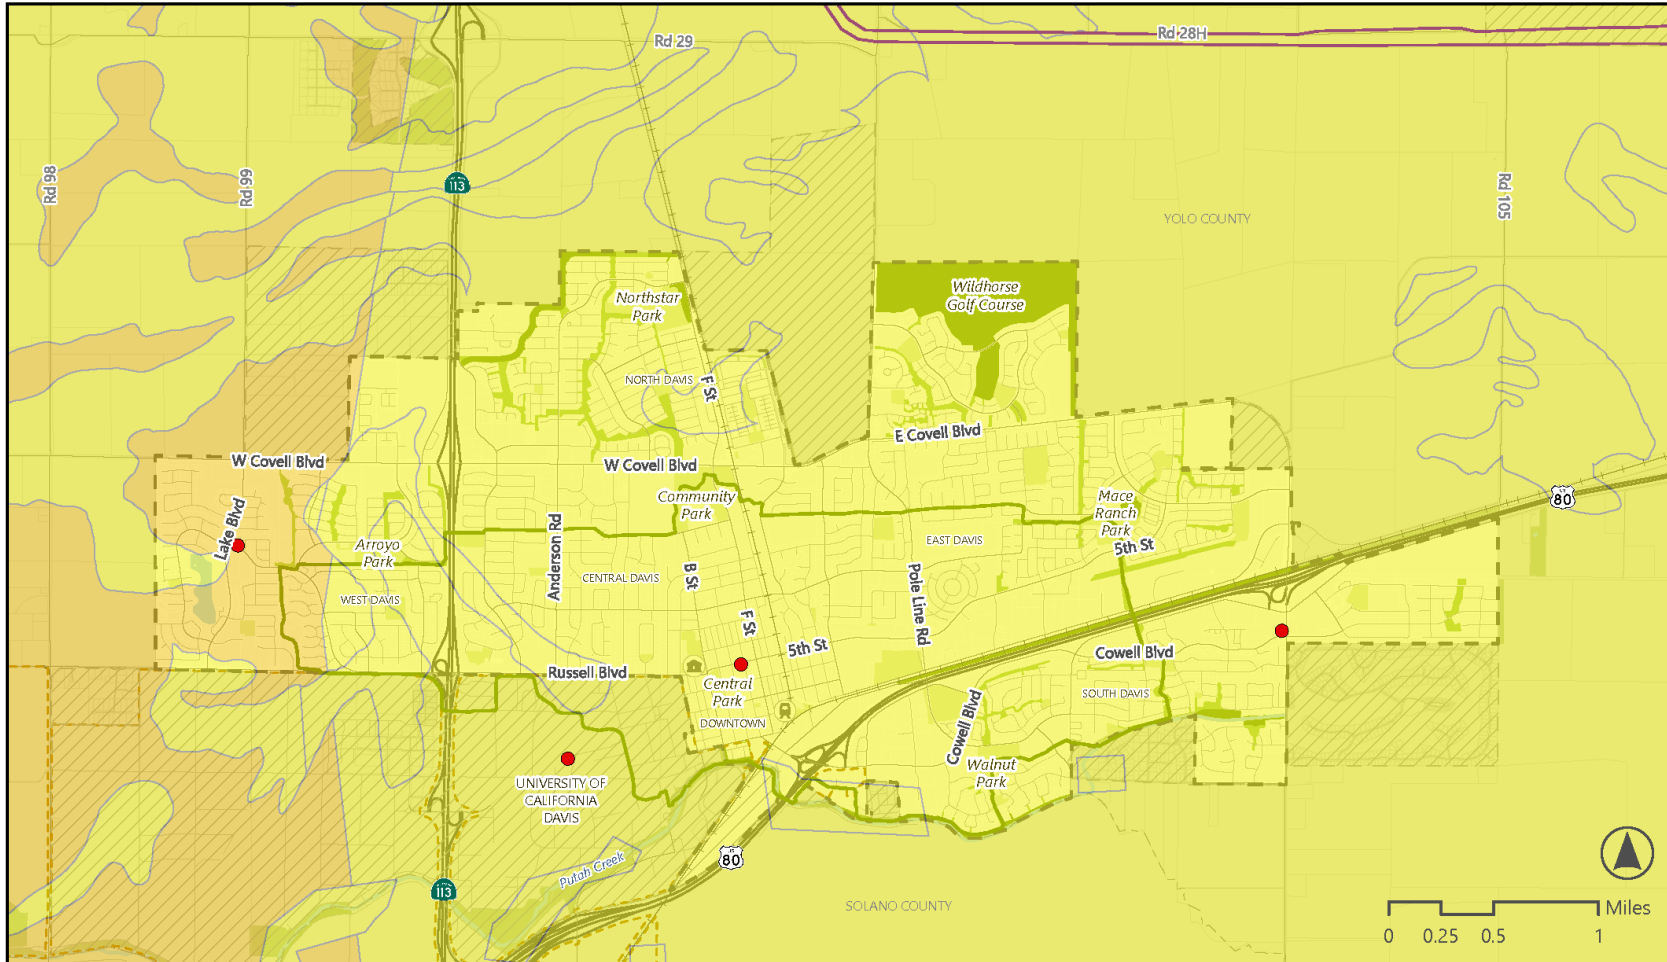 Rd 29
Rd 28H
Rd 98
Rd 99
113
Rd 105
YOLO COUNTY
Northstar
Park
Wildhorse
Golf Course
NORTH DAVIS
F St
E Covell Blvd
W Covell Blvd
W Covell Blvd
Community
Park
Mace
Ranch
Park
US
80
Lake Blvd
Arroyo
Park
Anderson Rd
EAST DAVIS
5th St
CENTRAL DAVIS
B St
Pole Line Rd
WEST DAVIS
F St
5th St
Cowell Blvd
Russell Blvd
Central
Park
SOUTH DAVIS
DOWNTOWN
Cowell Blvd
Walnut
Park
UNIVERSITY OF
CALIFORNIA
DAVIS
US
80
Putah Creek
113
SOLANO COUNTY
Miles
0 0.25 0.5 1